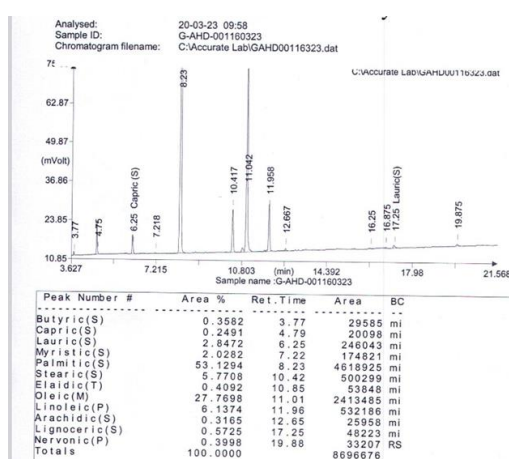 Analysed: 20-03-23 09:58
Sample ID: G-AHD-001160323
Chromatogram filename: C:\Accurate Lab\GAHD00116323.dat
C:\Accurate Lab\GAHD00116323.dat
75
62.87
49.87
(mVolt)
36.86
23.85
10.85
3.77
4.75
6.25 Capric (S)
7.218
8.23
10.417
11.042
11.958
12.667
16.25
16.875
17.25 Lauric(S)
19.875
3.627 7.215 10.803 (min) 14.392 17.98 21.568
Sample name :G-AHD-001160323
Peak Number # Area % Ret.Time Area BC
Butyric(S) 0.3582 3.77 29585 mi
Capric(S) 0.2491 4.79 20098 mi
Lauric(S) 2.8472 6.25 246043 mi
Myristic(S) 2.0282 7.22 174821 mi
Palmitic(S) 53.1294 8.23 4618925 mi
Stearic(S) 5.7708 10.42 500299 mi
Elaidic(T) 0.4092 10.85 53848 mi
Oleic(M) 27.7698 11.01 2413485 mi
Linoleic(P) 6.1374 11.96 532186 mi
Arachidic(S) 0.3165 12.65 25958 mi
Lignoceric(S) 0.5725 17.25 48223 mi
Nervonic(P) 0.3998 19.88 33207 RS
Totals 100.0000 8696676